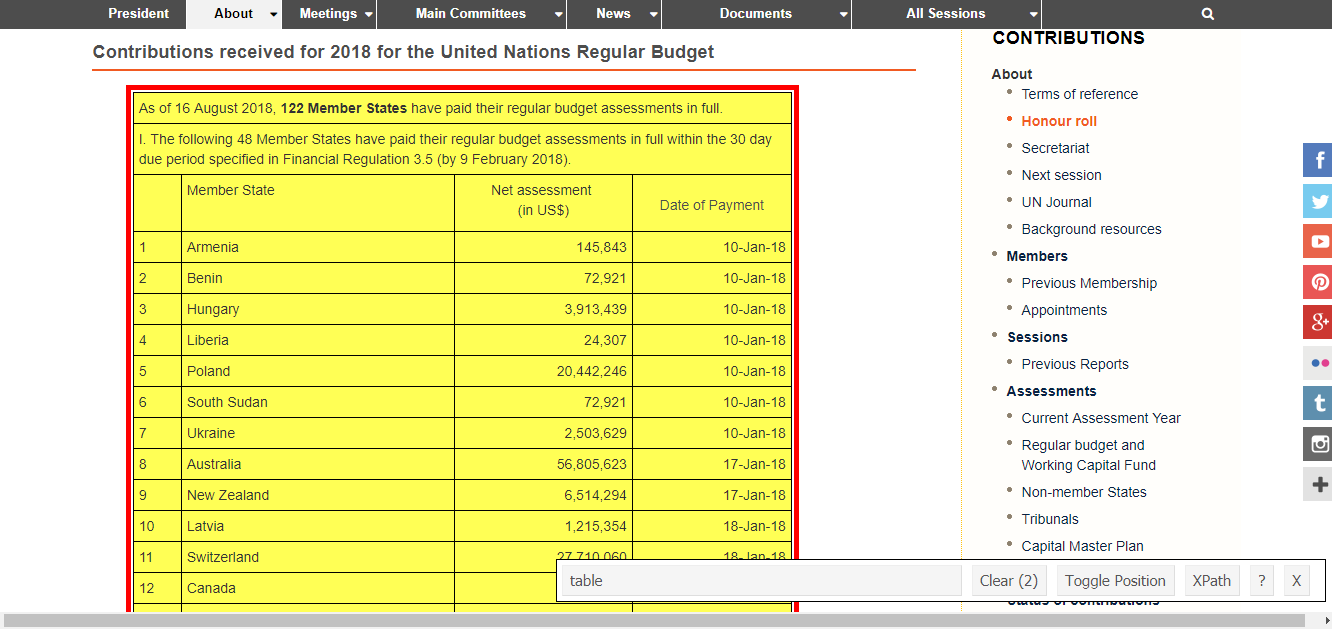 President About Meetings Main Committees News Documents All Sessions
Contributions received for 2018 for the United Nations Regular Budget
As of 16 August 2018, 122 Member States have paid their regular budget assessments in full.
I. The following 48 Member States have paid their regular budget assessments in full within the 30 day
due period specified in Financial Regulation 3.5 (by 9 February 2018).
Member State Net assessment Date of Payment
(in US$)
1 Armenia 145,843 10-Jan-18
2 Benin 72,921 10-Jan-18
3 Hungary 3,913,439 10-Jan-18
4 Liberia 24,307 10-Jan-18
5 Poland 20,442,246 10-Jan-18
6 South Sudan 72,921 10-Jan-18
7 Ukraine 2,503,629 10-Jan-18
8 Australia 56,805,623 17-Jan-18
9 New Zealand 6,514,294 17-Jan-18
10 Latvia 1,215,354 18-Jan-18
11 Switzerland 27,710,060 18-Jan-18
12 Canada
CONTRIBUTIONS
About
Terms of reference
Honour roll
Secretariat
Next session
UN Journal
Background resources
Members
Previous Membership
Appointments
Sessions
Previous Reports
Assessments
Current Assessment Year
Regular budget and
Working Capital Fund
Non-member States
Tribunals
Capital Master Plan
Status of contributions
table Clear (2) Toggle Position XPath ? X